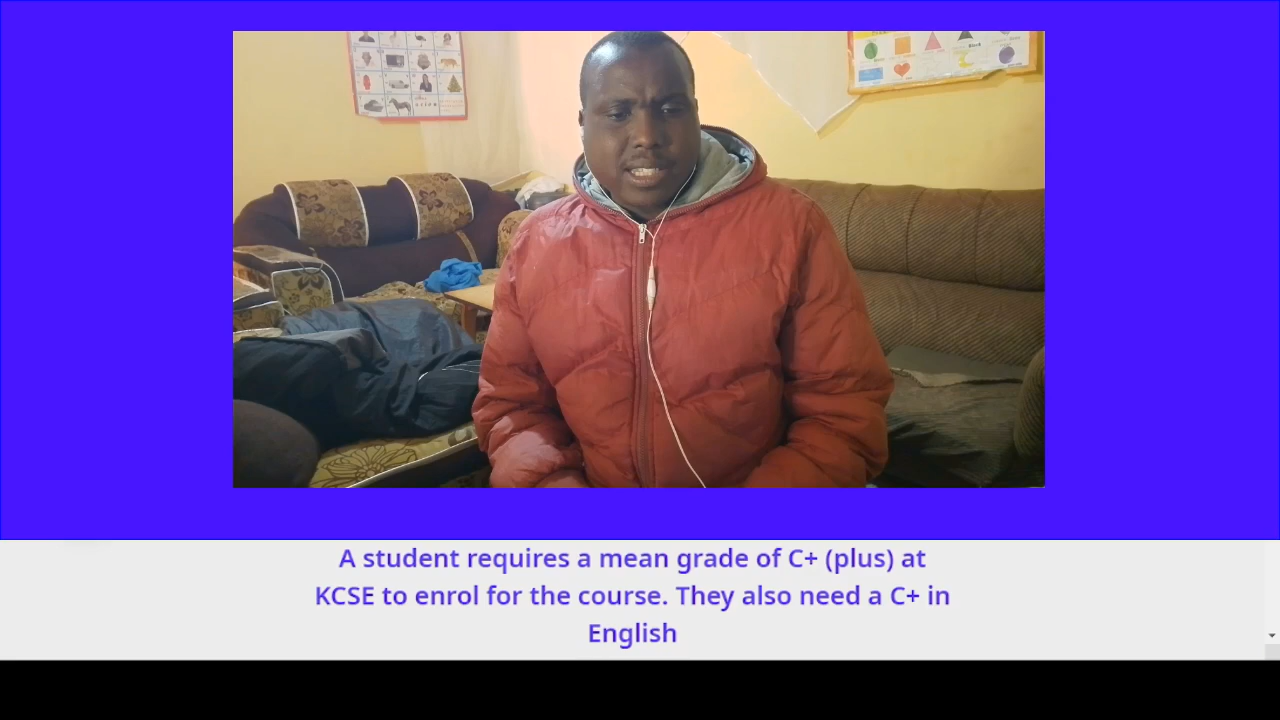 A student requires a mean grade of C+ (plus) at
KCSE to enrol for the course. They also need a C+ in
English